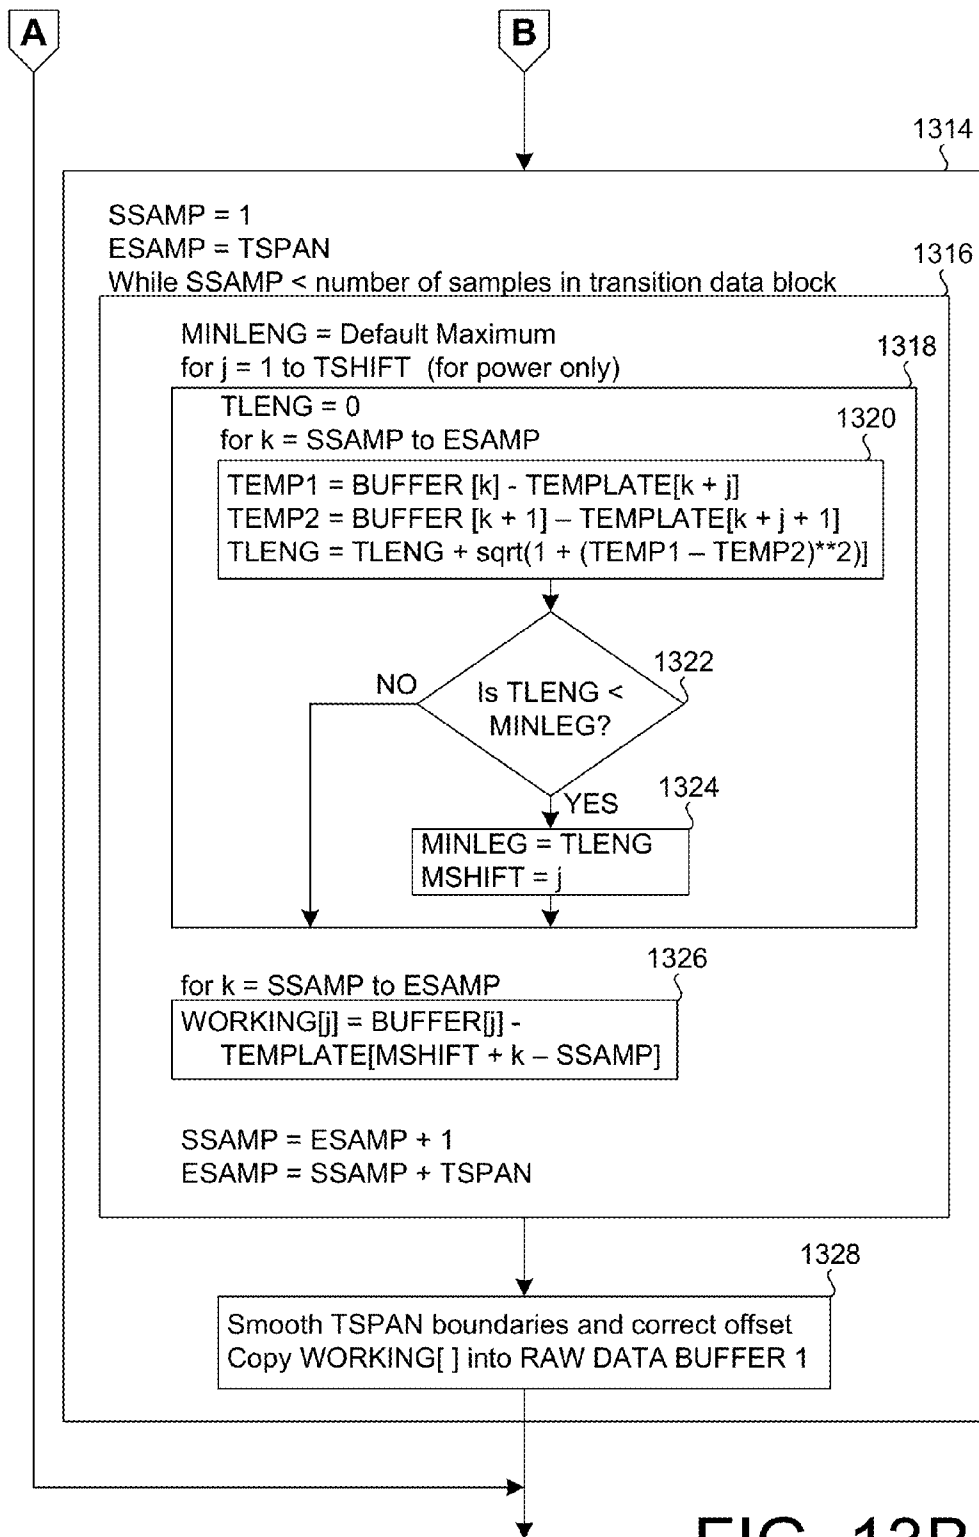 A
B
1314
SSAMP = 1
ESAMP = TSPAN
1316
While SSAMP < number of samples in transition data block
MINLENG = Default Maximum
1318
for j = 1 to TSHIFT (for power only)
TLENG = 0
1320
for k = SSAMP to ESAMP
TEMP1 = BUFFER [k] - TEMPLATE[k + j]
TEMP2 = BUFFER [k + 1] – TEMPLATE[k + j + 1]
TLENG = TLENG + sqrt(1 + (TEMP1 – TEMP2)**2)]
1322
NO
Is TLENG <
MINLEG?
1324
YES
MINLEG = TLENG
MSHIFT = j
1326
for k = SSAMP to ESAMP
WORKING[j] = BUFFER[j] -
TEMPLATE[MSHIFT + k – SSAMP]
SSAMP = ESAMP + 1
ESAMP = SSAMP + TSPAN
1328
Smooth TSPAN boundaries and correct offset
Copy WORKING[ ] into RAW DATA BUFFER 1
FIG. 13B